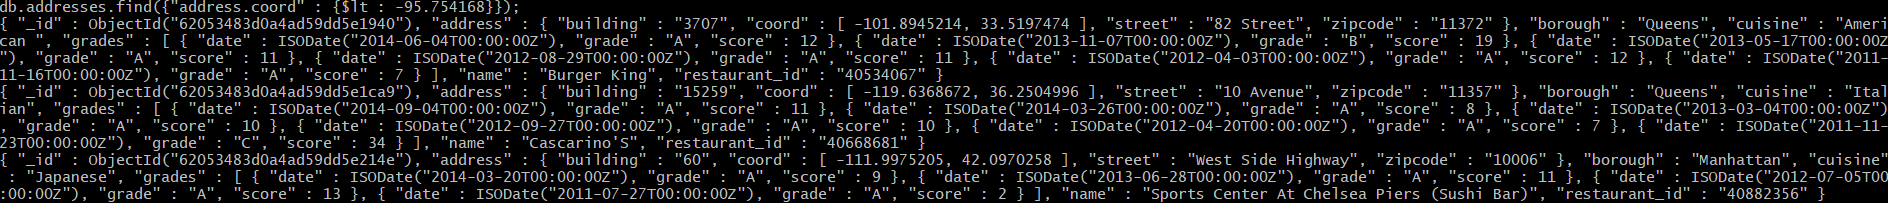 db.addresses.find({"address.coord" : {$lt : -95.754168}});
{ "_id" : ObjectId("62053483d0a4ad59dd5e1940"), "address" : { "building" : "3707", "coord" : [ -101.8945214, 33.5197474 ], "street" : "82 Street", "zipcode" : "11372" }, "borough" : "Queens", "cuisine" : "Ameri
can ", "grades" : [ { "date" : ISODate("2014-06-04T00:00:00Z"), "grade" : "A", "score" : 12 }, { "date" : ISODate("2013-11-07T00:00:00Z"), "grade" : "B", "score" : 19 }, { "date" : ISODate("2013-05-17T00:00:00Z
"), "grade" : "A", "score" : 11 }, { "date" : ISODate("2012-08-29T00:00:00Z"), "grade" : "A", "score" : 11 }, { "date" : ISODate("2012-04-03T00:00:00Z"), "grade" : "A", "score" : 12 }, { "date" : ISODate("2011-
11-16T00:00:00Z"), "grade" : "A", "score" : 7 } ], "name" : "Burger King", "restaurant_id" : "40534067" }
{ "_id" : ObjectId("62053483d0a4ad59dd5e1ca9"), "address" : { "building" : "15259", "coord" : [ -119.6368672, 36.2504996 ], "street" : "10 Avenue", "zipcode" : "11357" }, "borough" : "Queens", "cuisine" : "Ital
ian", "grades" : [ { "date" : ISODate("2014-09-04T00:00:00Z"), "grade" : "A", "score" : 11 }, { "date" : ISODate("2014-03-26T00:00:00Z"), "grade" : "A", "score" : 8 }, { "date" : ISODate("2013-03-04T00:00:00Z")
, "grade" : "A", "score" : 10 }, { "date" : ISODate("2012-09-27T00:00:00Z"), "grade" : "A", "score" : 10 }, { "date" : ISODate("2012-04-20T00:00:00Z"), "grade" : "A", "score" : 7 }, { "date" : ISODate("2011-11-
23T00:00:00Z"), "grade" : "C", "score" : 34 } ], "name" : "Cascarino'S", "restaurant_id" : "40668681" }
{ "_id" : ObjectId("62053483d0a4ad59dd5e214e"), "address" : { "building" : "60", "coord" : [ -111.9975205, 42.0970258 ], "street" : "West Side Highway", "zipcode" : "10006" }, "borough" : "Manhattan", "cuisine"
 : "Japanese", "grades" : [ { "date" : ISODate("2014-03-20T00:00:00Z"), "grade" : "A", "score" : 9 }, { "date" : ISODate("2013-06-28T00:00:00Z"), "grade" : "A", "score" : 11 }, { "date" : ISODate("2012-07-05T00
:00:00Z"), "grade" : "A", "score" : 13 }, { "date" : ISODate("2011-07-27T00:00:00Z"), "grade" : "A", "score" : 2 } ], "name" : "Sports Center At Chelsea Piers (Sushi Bar)", "restaurant_id" : "40882356" }